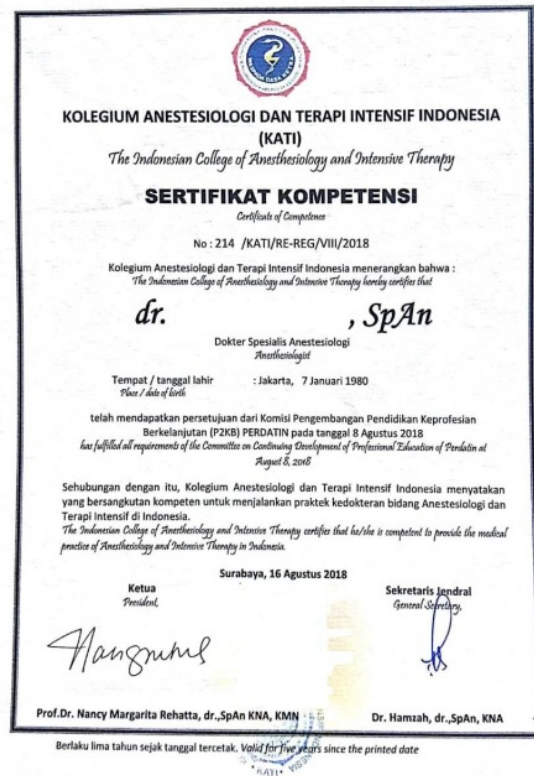 WASPADA DAYA KETRA
KOLEGIUM ANESTESIOLOGI DAN TERAPI INTENSIF INDONESIA
(KATI)
The Indonesian College of Anesthesiology and Intensive Therapy
SERTIFIKAT KOMPETENSI
Certificate of Competence
No : 214 /KATI/RE-REG/VIII/2018
Kolegium Anestesiologi dan Terapi Intensif Indonesia menerangkan bahwa :
The Indonesian College of Anesthesiology and Intensive Therapy hereby certifies that
dr. , SpAn
Dokter Spesialis Anestesiologi
Anesthesiologist
Tempat / tanggal lahir : Jakarta, 7 Januari 1980
Place / date of birth
telah mendapatkan persetujuan dari Komisi Pengembangan Pendidikan Keprofesian
Berkelanjutan (P2KB) PERDATIN pada tanggal 8 Agustus 2018
has fulfilled all requirements of the Committee on Continuing Development of Professional Education of Perdatin at
August 8, 2018
Sehubungan dengan itu, Kolegium Anestesiologi dan Terapi Intensif Indonesia menyatakan
yang bersangkutan kompeten untuk menjalankan praktek kedokteran bidang Anestesiologi dan
Terapi Intensif di Indonesia.
The Indonesian College of Anesthesiology and Intensive Therapy certifies that he/she is competent to provide the medical
practice of Anesthesiology and Intensive Therapy in Indonesia.
Surabaya, 16 Agustus 2018
Ketua
President,
Sekretaris Jendral
General Secretary,
Prof.Dr. Nancy Margarita Rehatta, dr.,SpAn KNA, KMN
Dr. Hamzah, dr.,SpAn, KNA
Berlaku lima tahun sejak tanggal tercetak. Valid for five years since the printed date
KATI